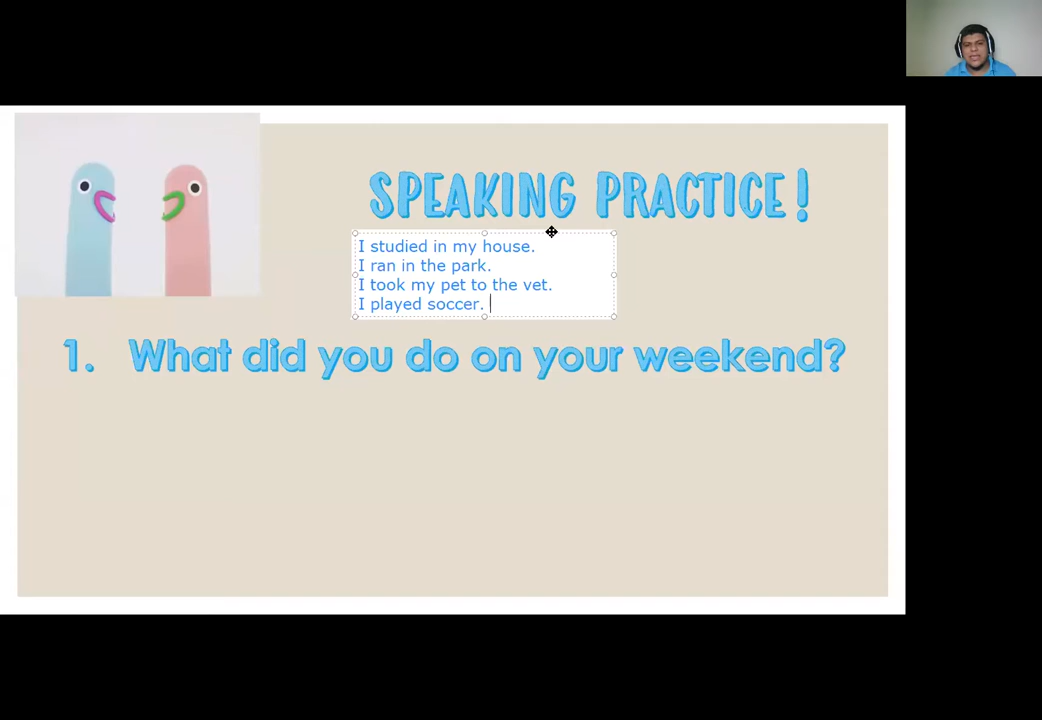 SPEAKING PRACTICE!
I studied in my house.
I ran in the park.
I took my pet to the vet.
I played soccer.
1. What did you do on your weekend?